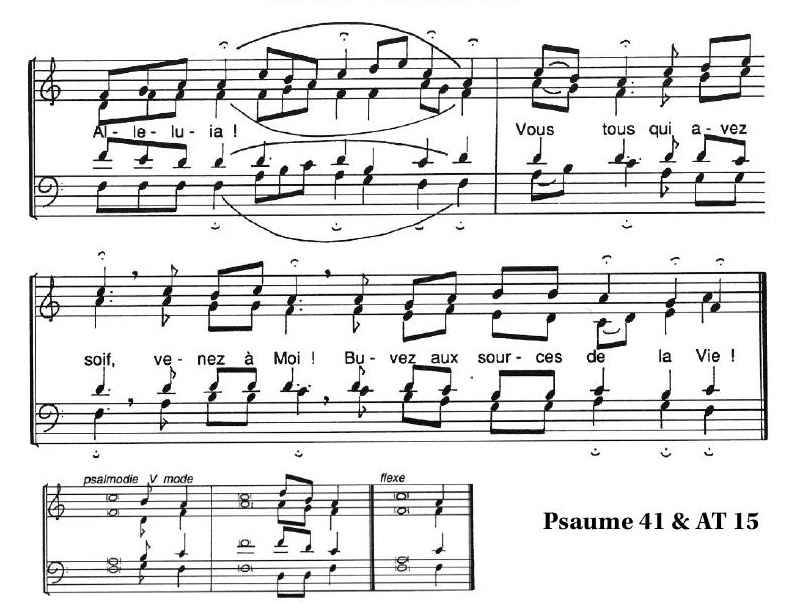 Al - le - lu - ia ! Vous tous qui a - vez
soif, ve - nez à Moi ! Bu - vez aux sour - ces de la Vie !
psalmodie V mode flexe
Psaume 41 & AT 15